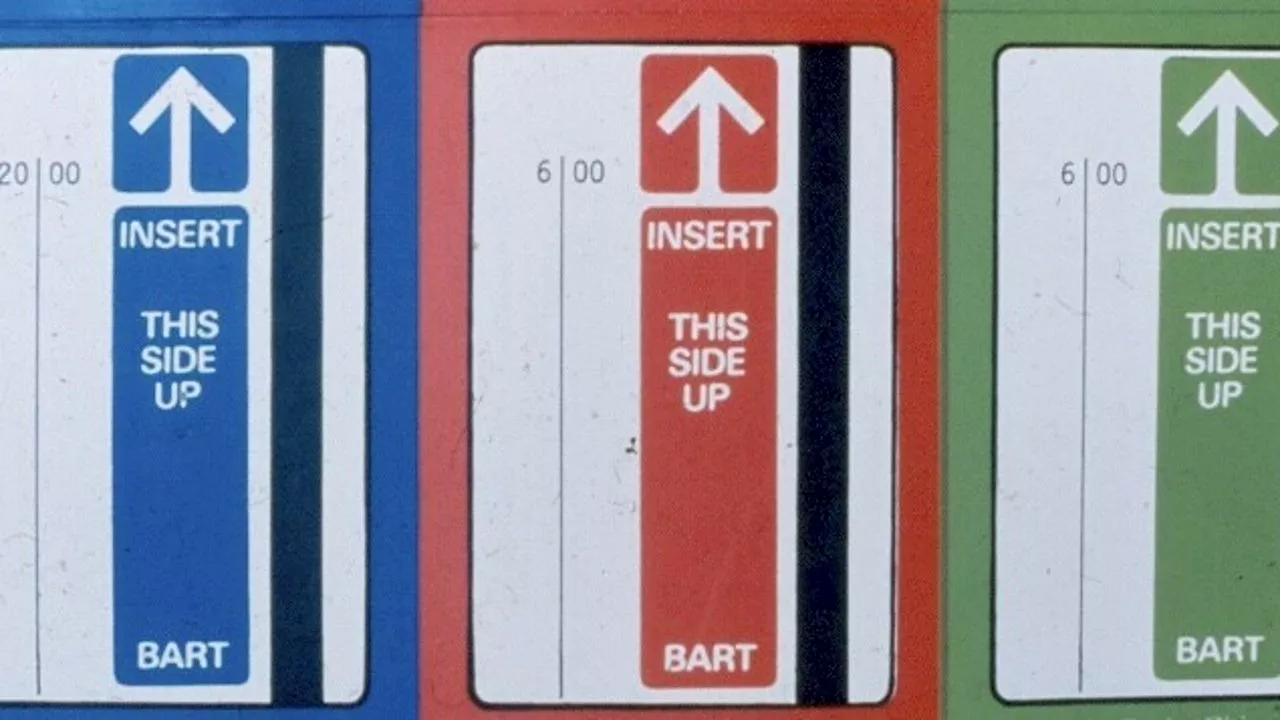 20 00
INSERT
THIS
SIDE
UP
BART
6 00
INSERT
THIS
SIDE
UP
BART
6 00
INSERT
THIS
SIDE
UP
BART